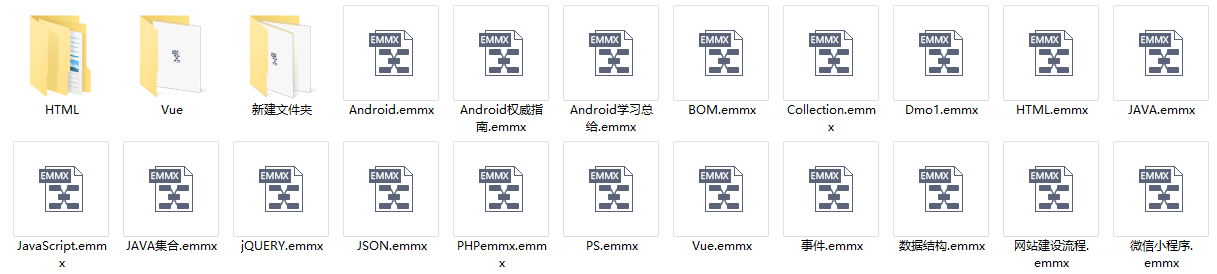 EMMX EMMX EMMX EMMX EMMX EMMX EMMX EMMX
HTML Vue 新建文件夹 Android.emmx Android权威指 Android学习总 BOM.emmx Collection.emm Dmo1.emmx HTML.emmx JAVA.emmx
南.emmx 给.emmx x
EMMX EMMX EMMX EMMX EMMX EMMX EMMX EMMX EMMX EMMX EMMX
JavaScript.emm JAVA集合.emmx jQUERY.emmx JSON.emmx PHPemmx.emm PS.emmx Vue.emmx 事件.emmx 数据结构.emmx 网站建设流程. 微信小程序.
x x emmx emmx